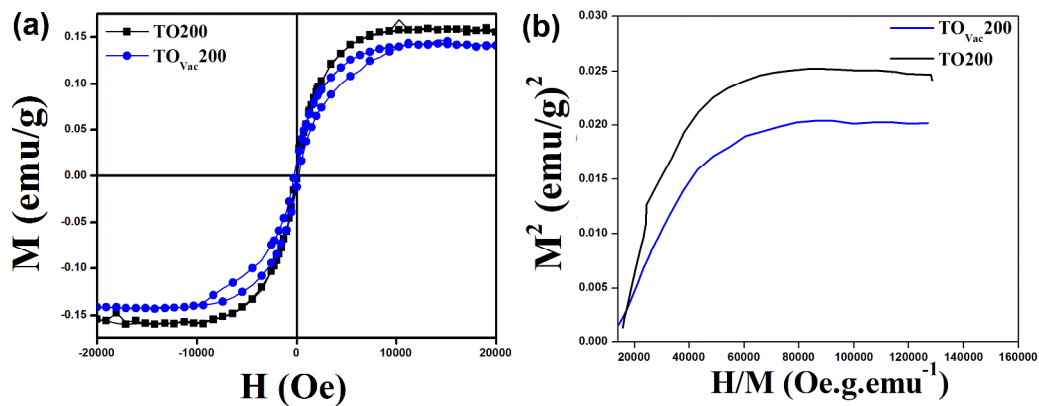 (a)
TO200
TOVac200
M (emu/g)
0.15
0.10
0.05
0.00
-0.05
-0.10
-0.15
-20000 -10000 0 10000 20000
H (Oe)
(b)
TOVac200
TO200
M² (emu/g)²
0.030
0.025
0.020
0.015
0.010
0.005
0.000
20000 40000 60000 80000 100000 120000 140000 160000
H/M (Oe.g.emu⁻¹)